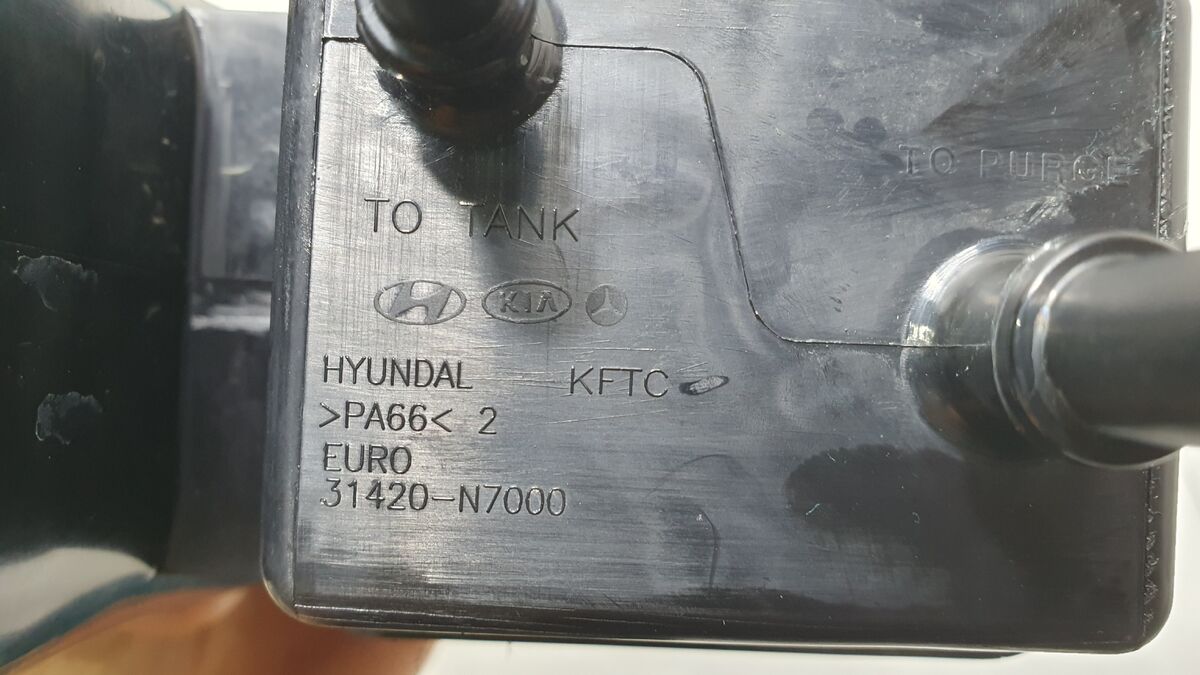 TO PURGE
TO TANK
KIA
HYUNDAI KFTC
>PA66< 2
EURO
31420-N7000